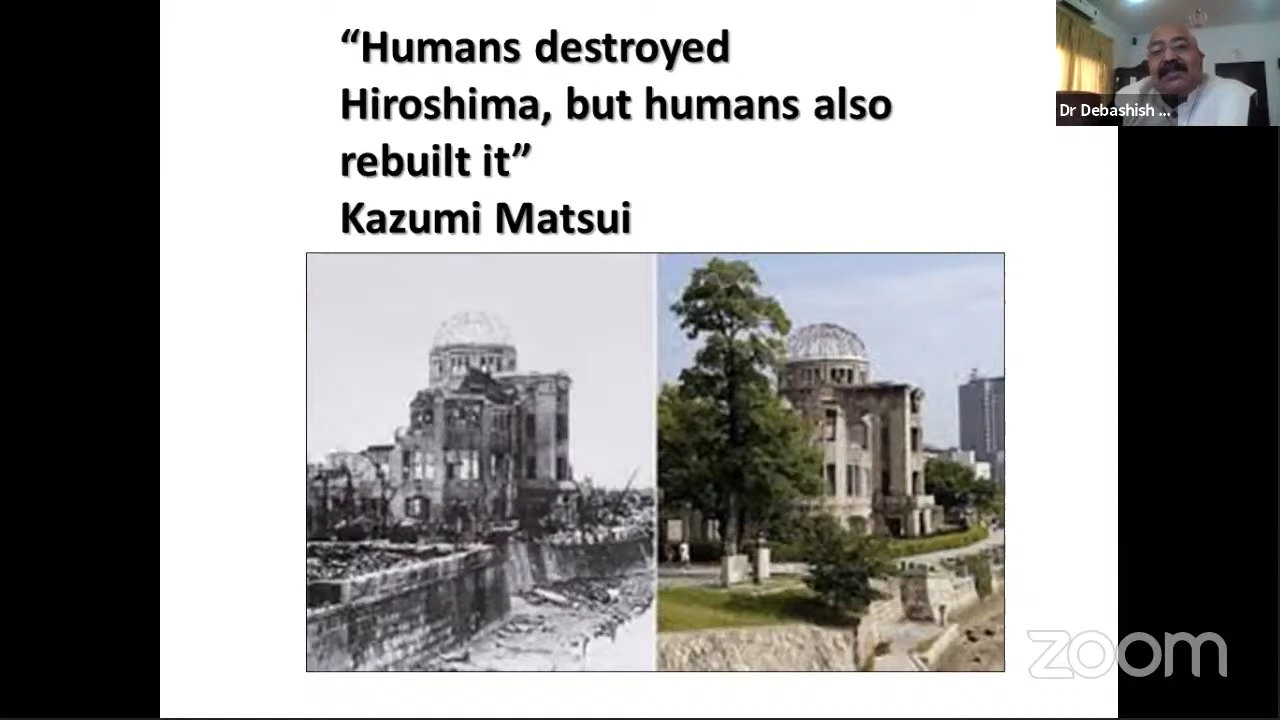 “Humans destroyed
Hiroshima, but humans also
rebuilt it”
Kazumi Matsui
Dr Debashish ...
zoom